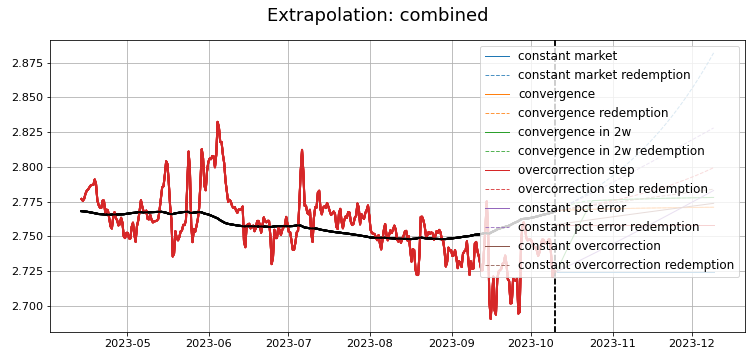 Extrapolation: combined
2.875
2.850
2.825
2.800
2.775
2.750
2.725
2.700
constant market
constant market redemption
convergence
convergence redemption
convergence in 2w
convergence in 2w redemption
overcorrection step
overcorrection step redemption
constant pct error
constant pct error redemption
constant overcorrection
constant overcorrection redemption
2023-05 2023-06 2023-07 2023-08 2023-09 2023-10 2023-11 2023-12